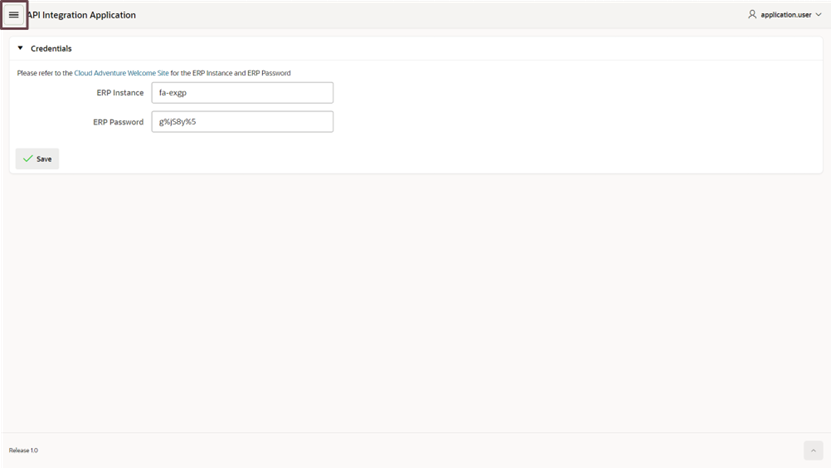 API Integration Application
application.user
Credentials
Please refer to the Cloud Adventure Welcome Site for the ERP Instance and ERP Password
ERP Instance
fa-exgp
ERP Password
g%jS8y%5
Save
Release 1.0